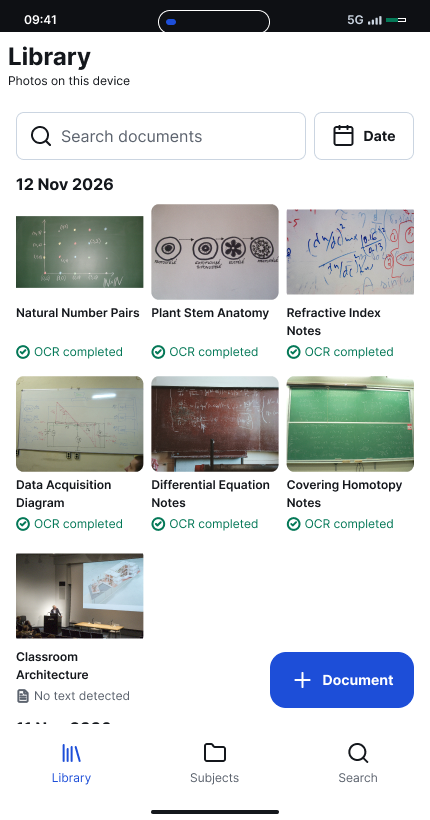 09:41
5G
Library
Photos on this device
Search documents
Date
12 Nov 2026
Natural Number Pairs
Plant Stem Anatomy
Refractive Index
Notes
OCR completed
OCR completed
OCR completed
Data Acquisition
Diagram
Differential Equation
Notes
Covering Homotopy
Notes
OCR completed
OCR completed
OCR completed
Classroom
Architecture
No text detected
Document
Library
Subjects
Search